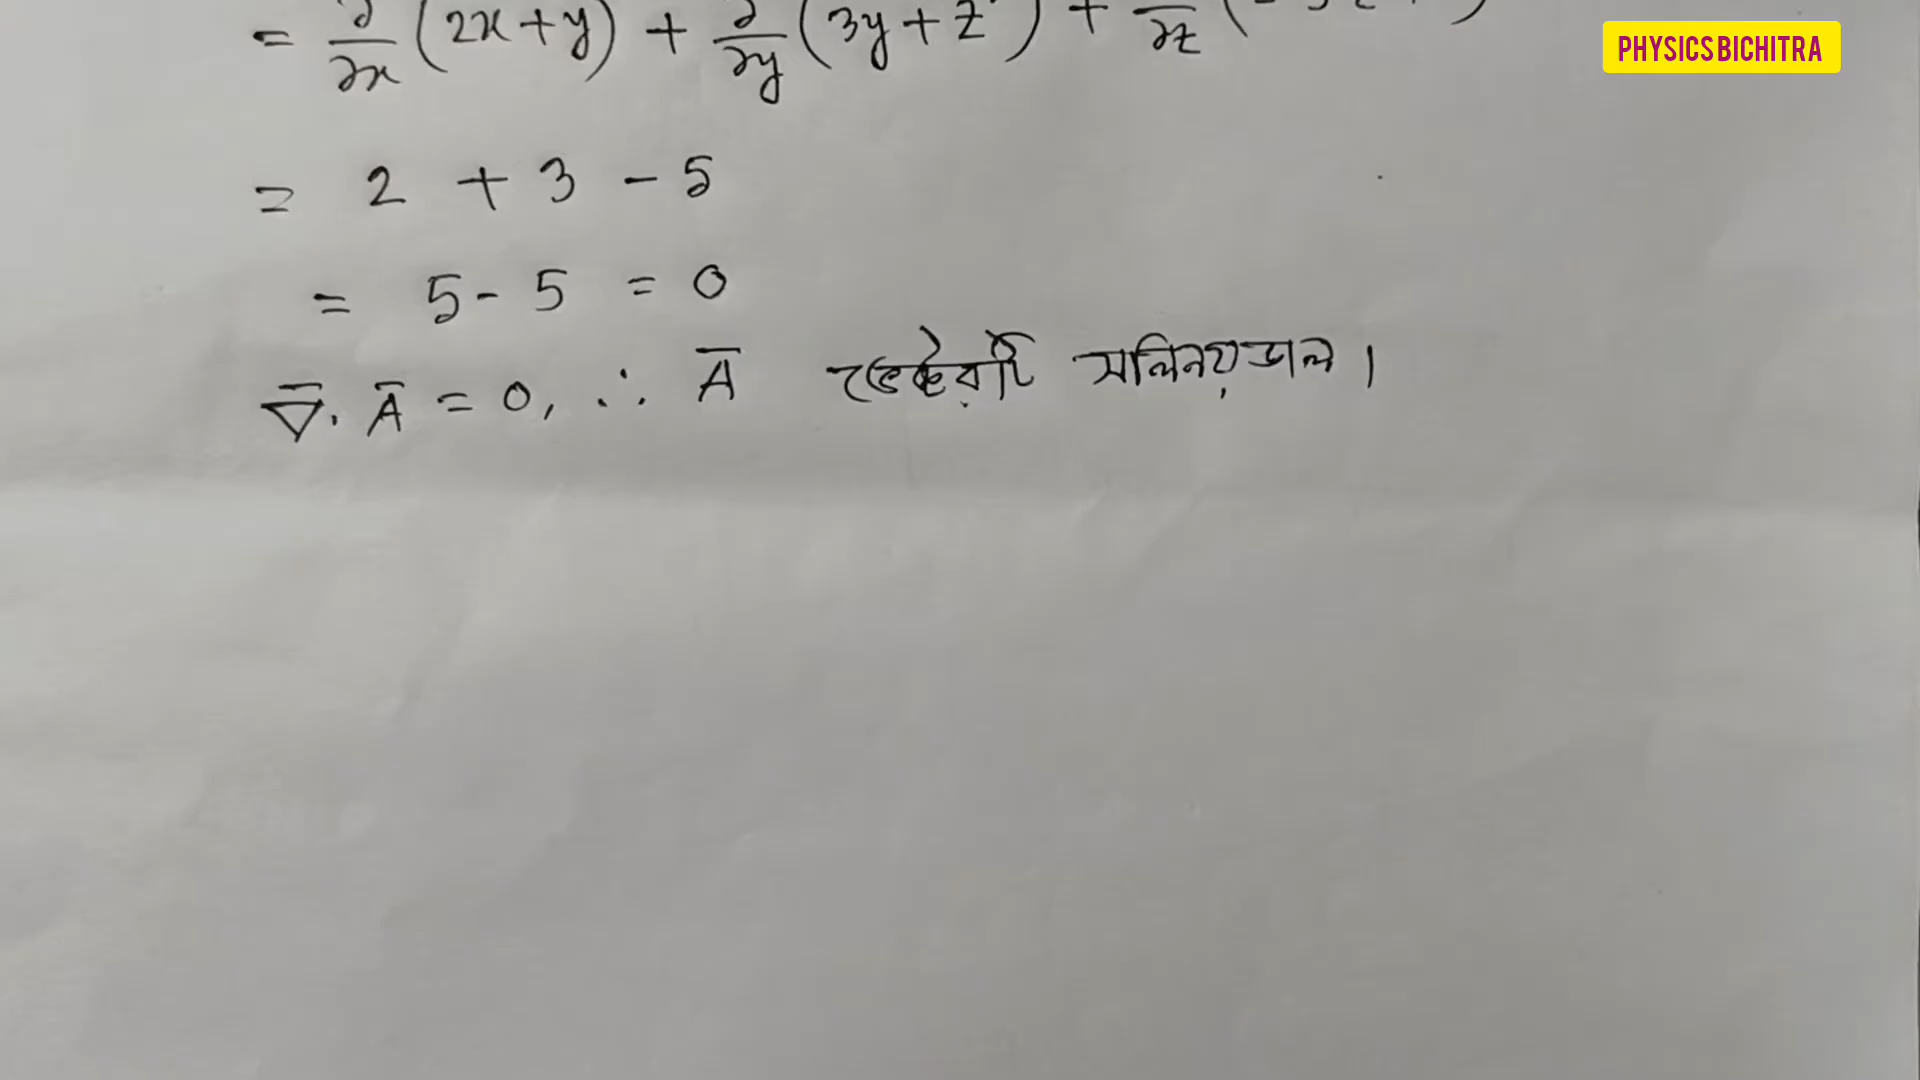 = ∂/∂x (2x+y) + ∂/∂y (3y+z ) + /∂z (
PHYSICS BICHITRA
= 2 + 3 - 5
= 5 - 5 = 0
∇̄. Ā = 0, ∴ Ā ভেক্টরটি সলিনয়ডাল।